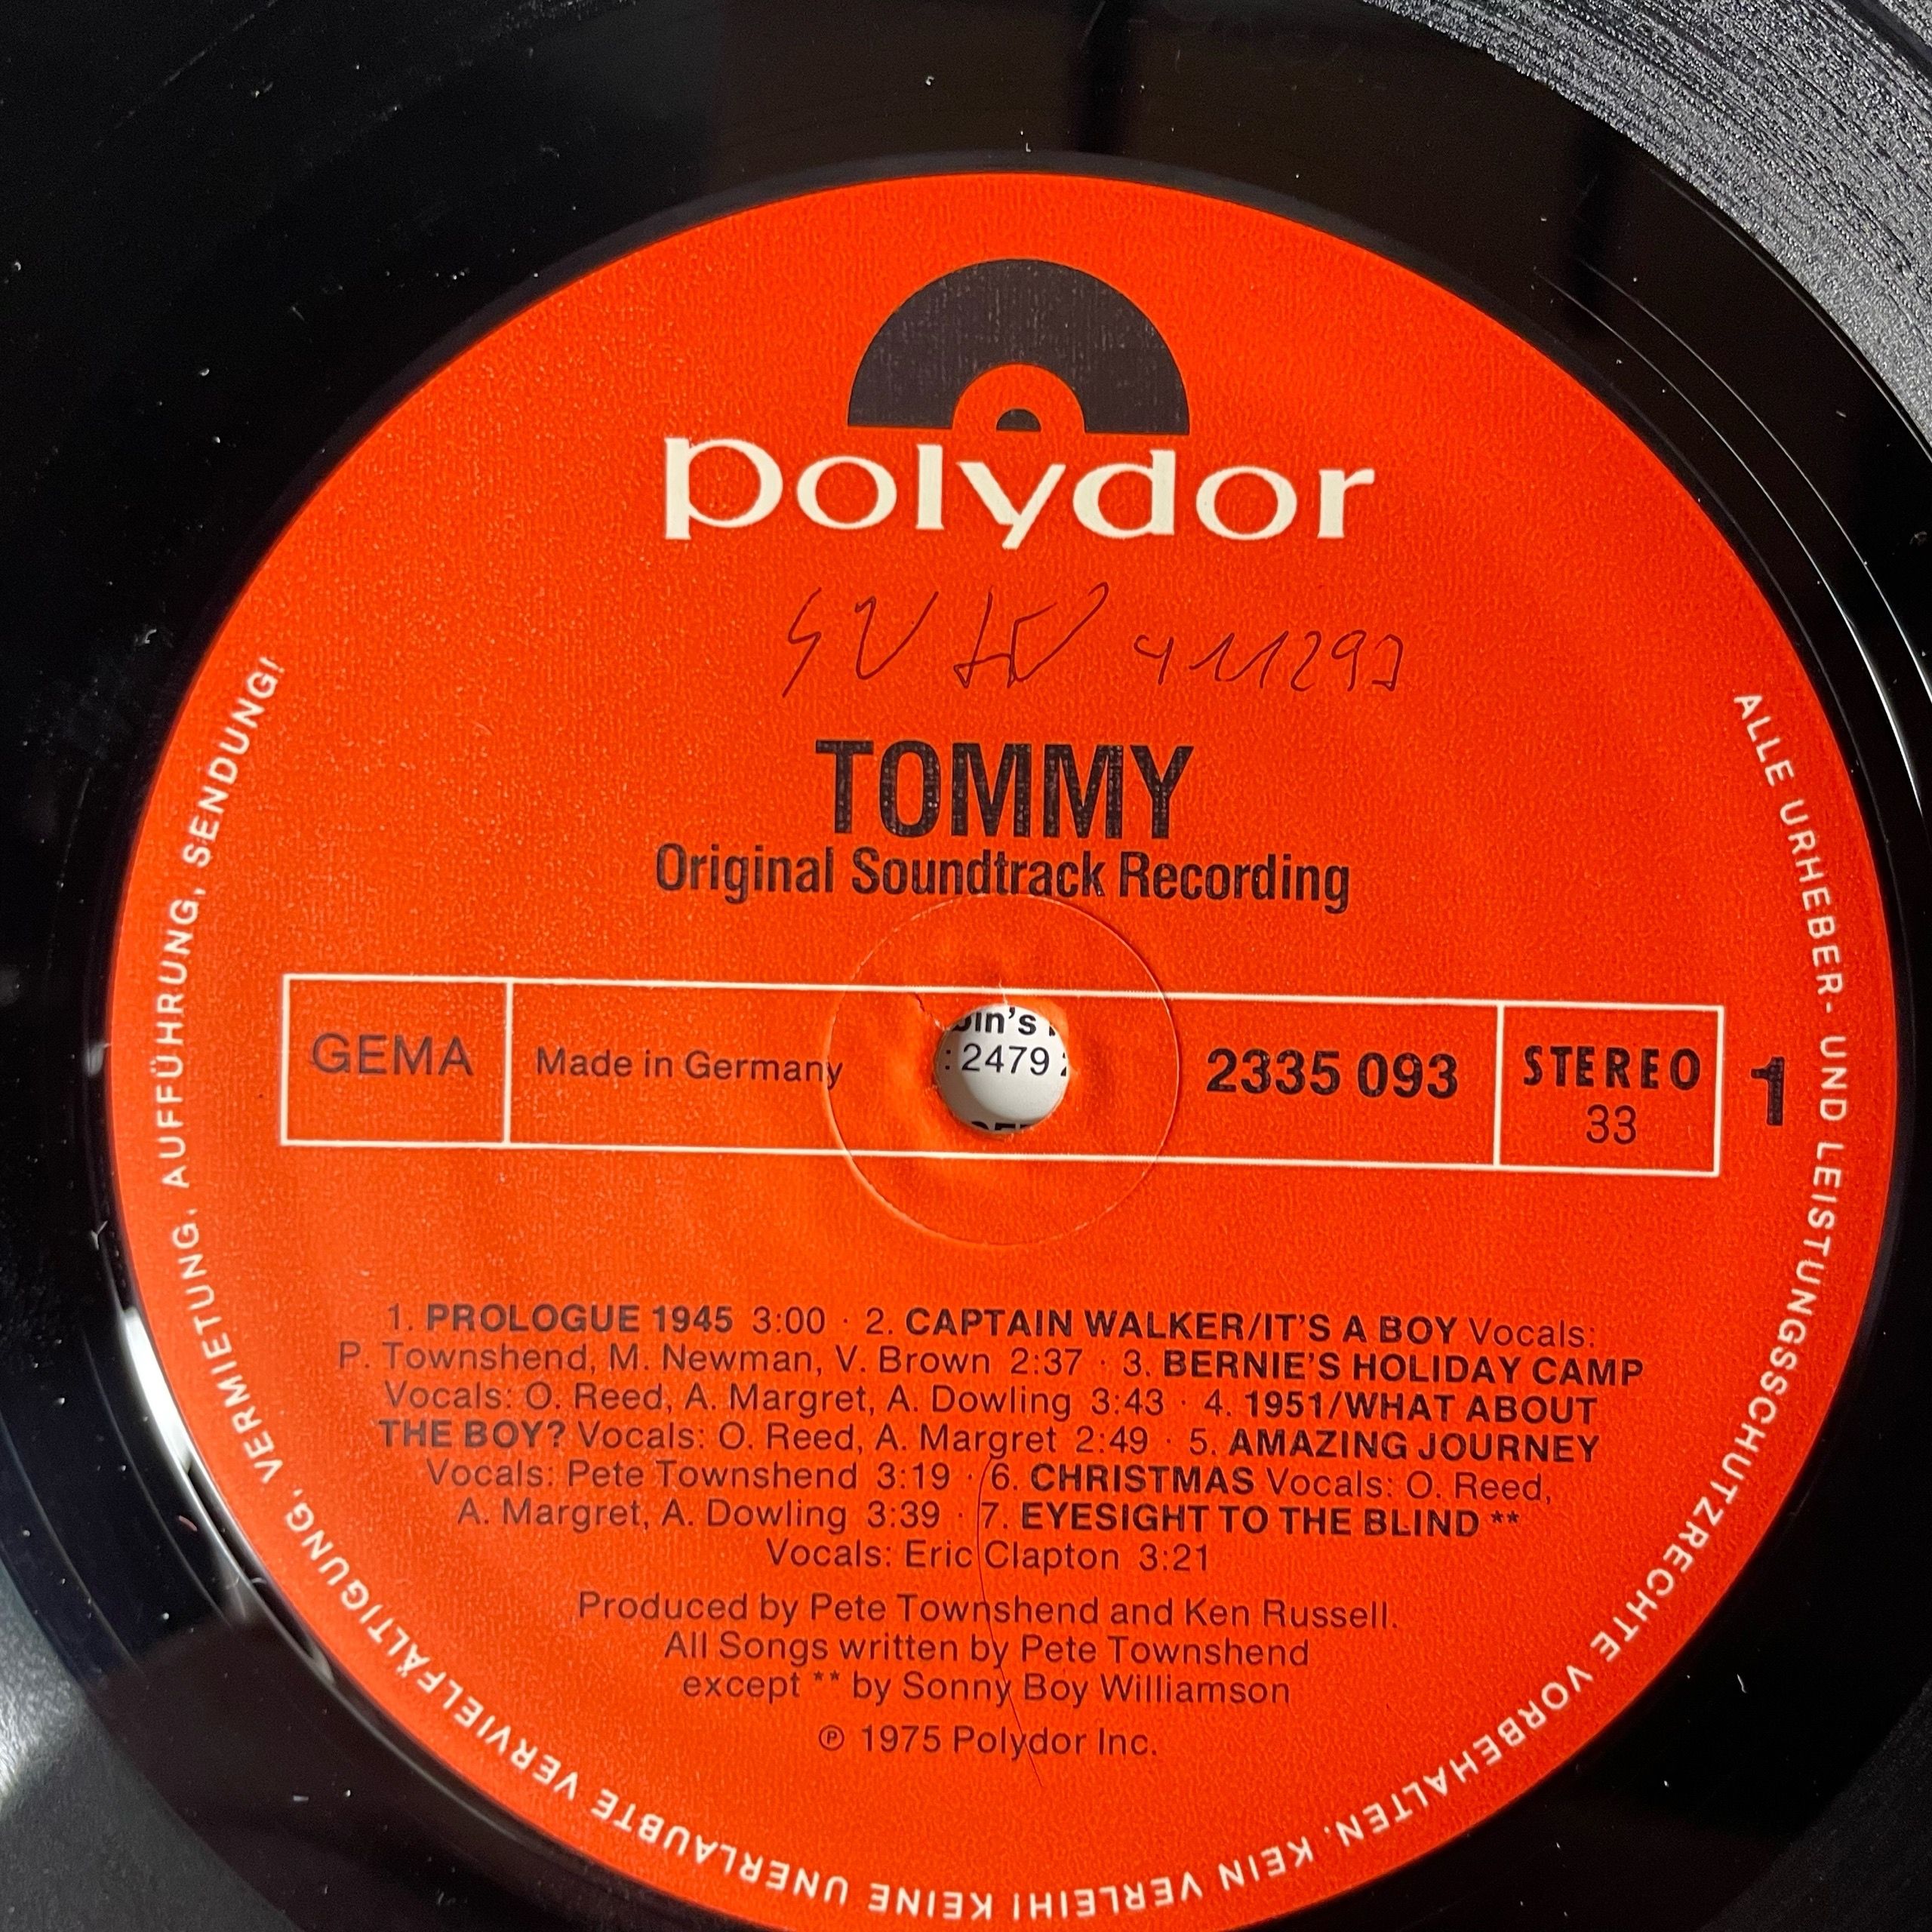 polydor
TOMMY
Original Soundtrack Recording
GEMA
Made in Germany
: 2479
2335 093
STEREO
33
1
1. PROLOGUE 1945 3:00 · 2. CAPTAIN WALKER/IT'S A BOY Vocals:
P. Townshend, M. Newman, V. Brown 2:37 · 3. BERNIE'S HOLIDAY CAMP
Vocals: O. Reed, A. Margret, A. Dowling 3:43 · 4. 1951/WHAT ABOUT
THE BOY? Vocals: O. Reed, A. Margret 2:49 · 5. AMAZING JOURNEY
Vocals: Pete Townshend 3:19 · 6. CHRISTMAS Vocals: O. Reed,
A. Margret, A. Dowling 3:39 · 7. EYESIGHT TO THE BLIND **
Vocals: Eric Clapton 3:21
Produced by Pete Townshend and Ken Russell.
All Songs written by Pete Townshend
except ** by Sonny Boy Williamson
℗ 1975 Polydor Inc.
ALLE URHEBER- UND LEISTUNGSSCHUTZRECHTE VORBEHALTEN. KEIN VERLEIH! KEINE UNERLAUBTE VERVIELFÄLTIGUNG, VERMIETUNG, AUFFÜHRUNG, SENDUNG!